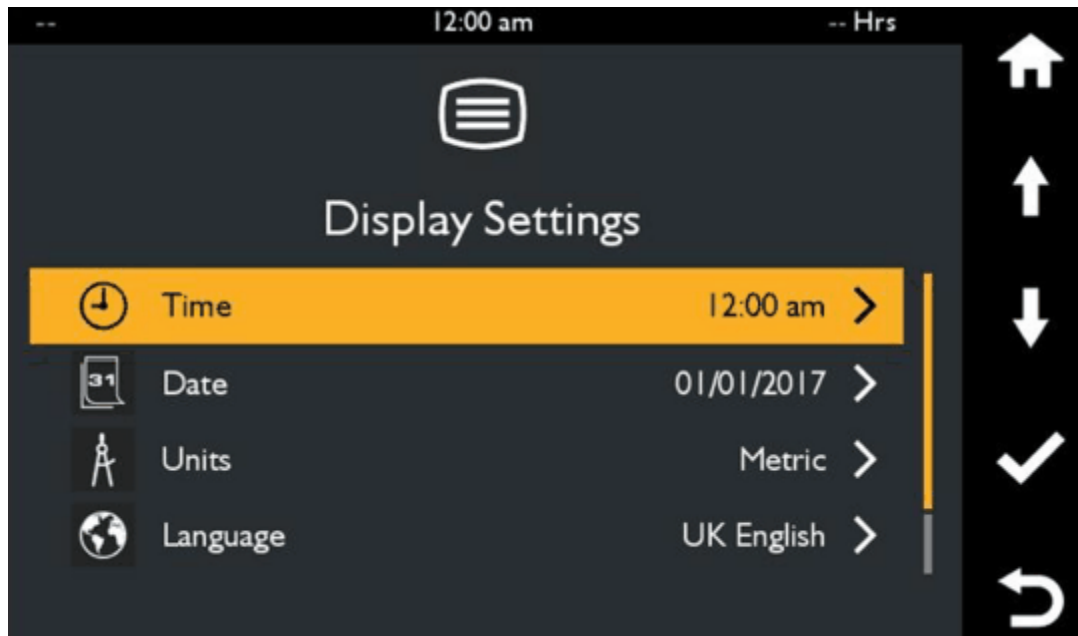 -- 12:00 am -- Hrs
Display Settings
Time 12:00 am
31 Date 01/01/2017
Units Metric
Language UK English